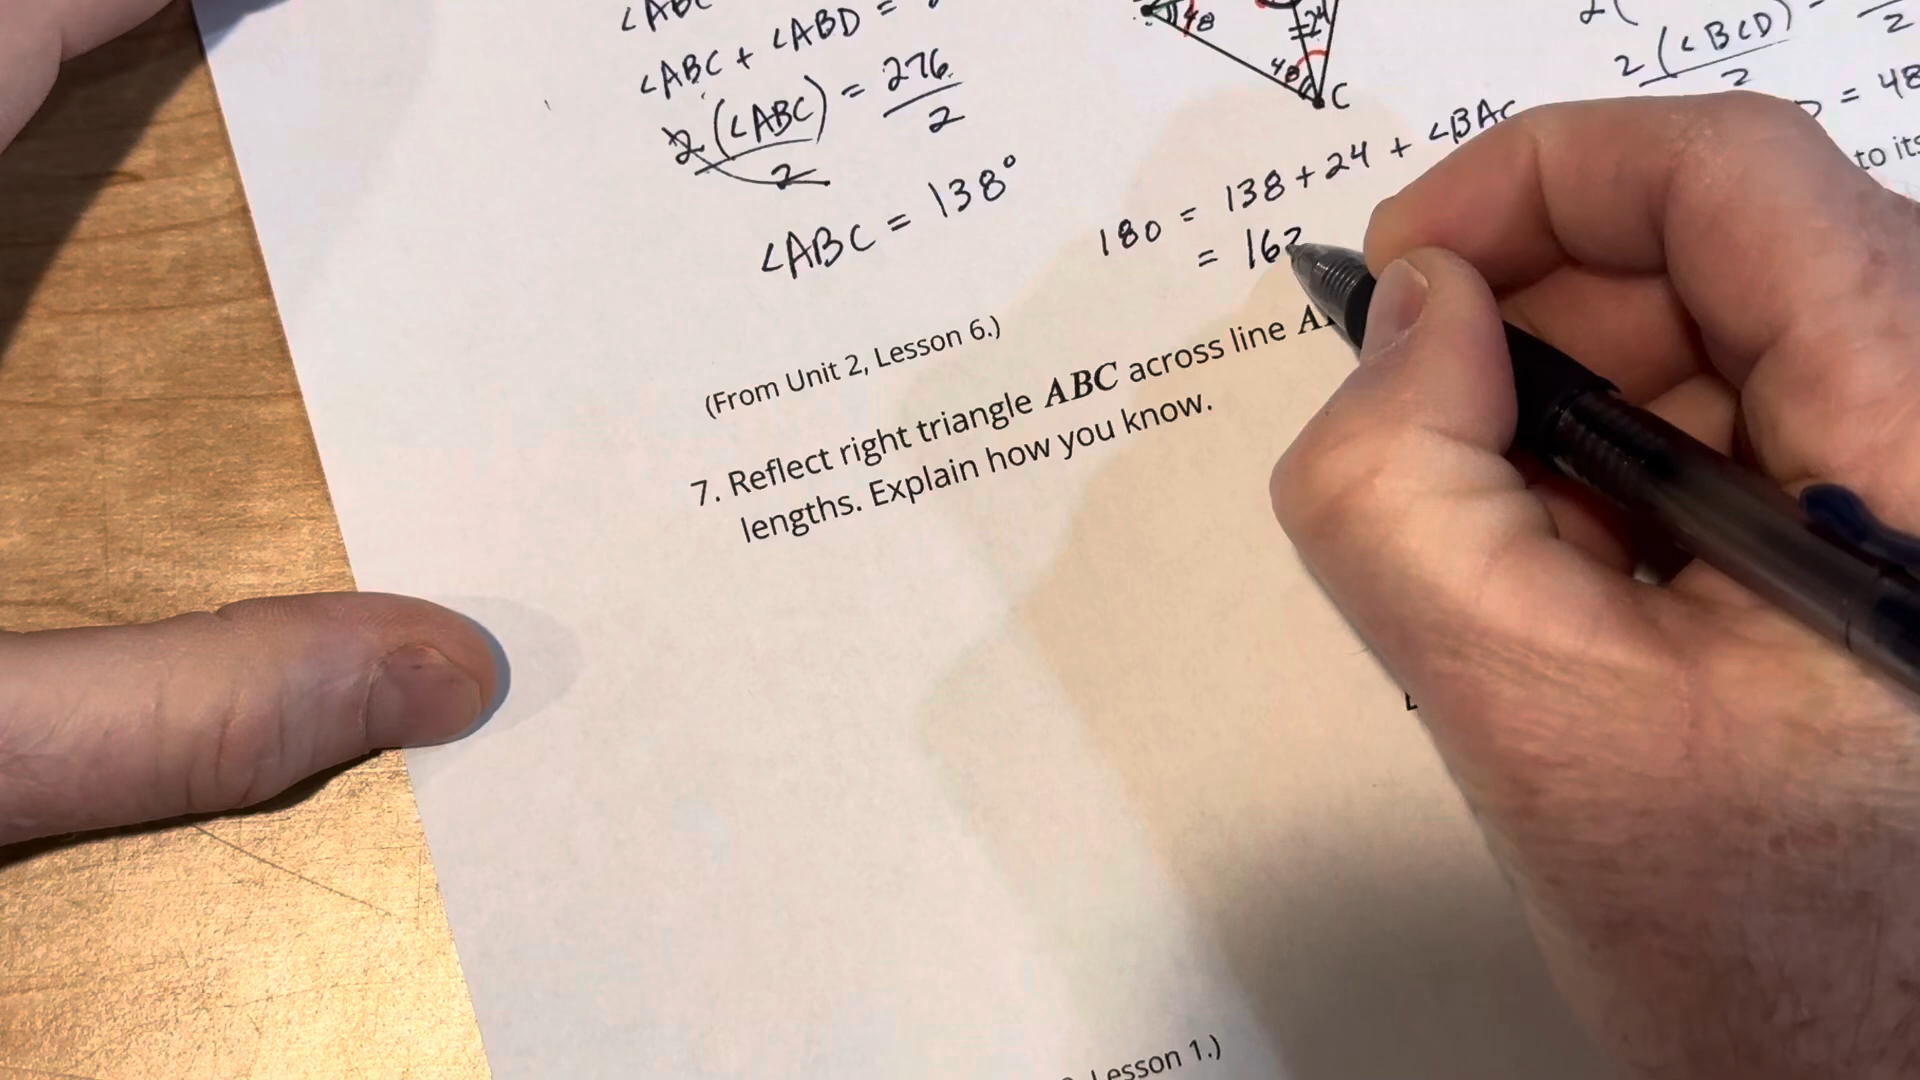 ∠ABC
∠ABC + ∠ABD =
2(∠ABC) = 276
2 2
∠ABC = 138°
48
=24
48
C
2(
2(∠BCD)
2
2
= 48
180 = 138 + 24 + ∠BAC
= 162
to its
(From Unit 2, Lesson 6.)
7. Reflect right triangle ABC across line
lengths. Explain how you know.
Lesson 1.)